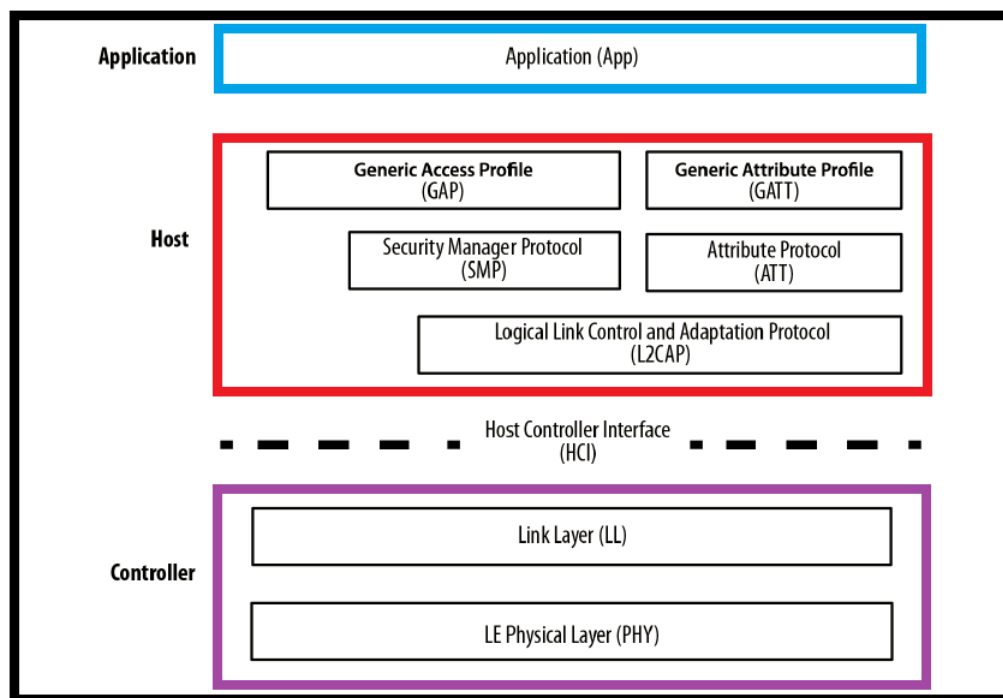 Application
Application (App)
Host
Generic Access Profile
(GAP)
Generic Attribute Profile
(GATT)
Security Manager Protocol
(SMP)
Attribute Protocol
(ATT)
Logical Link Control and Adaptation Protocol
(L2CAP)
Host Controller Interface
(HCI)
Controller
Link Layer (LL)
LE Physical Layer (PHY)